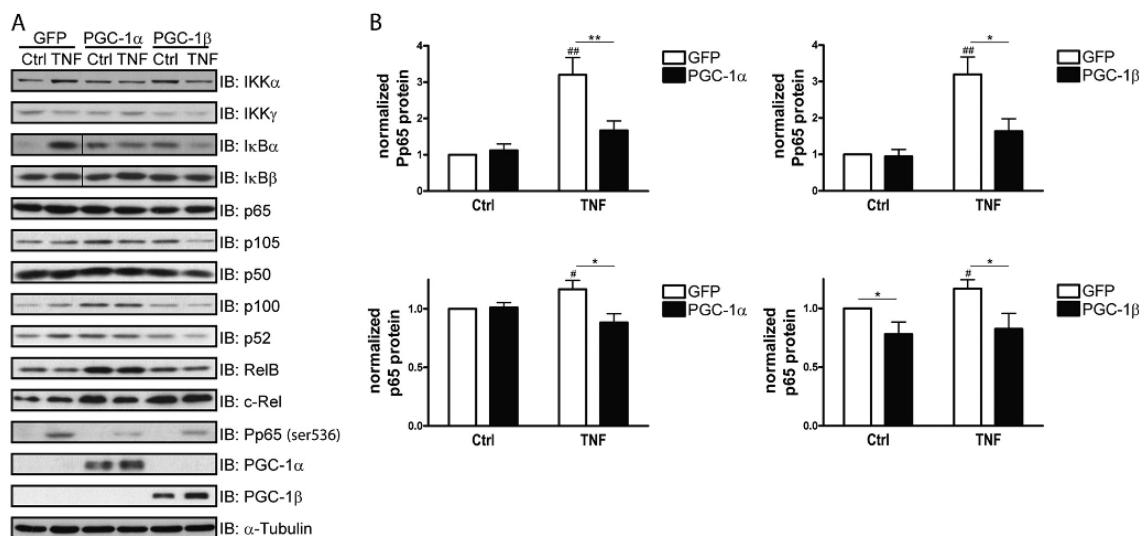 A
GFP PGC-1α PGC-1β
Ctrl TNF Ctrl TNF Ctrl TNF
IB: IKKα
IB: IKKγ
IB: IκBα
IB: IκBβ
IB: p65
IB: p105
IB: p50
IB: p100
IB: p52
IB: RelB
IB: c-Rel
IB: Pp65 (ser536)
IB: PGC-1α
IB: PGC-1β
IB: α-Tubulin
B
normalized
Pp65 protein
4
3
2
1
0
##
**
Ctrl
TNF
GFP
PGC-1α
normalized
Pp65 protein
4
3
2
1
0
##
*
Ctrl
TNF
GFP
PGC-1β
normalized
p65 protein
1.0
0.5
0.0
#
*
Ctrl
TNF
GFP
PGC-1α
normalized
p65 protein
1.0
0.5
0.0
*
#
*
Ctrl
TNF
GFP
PGC-1β